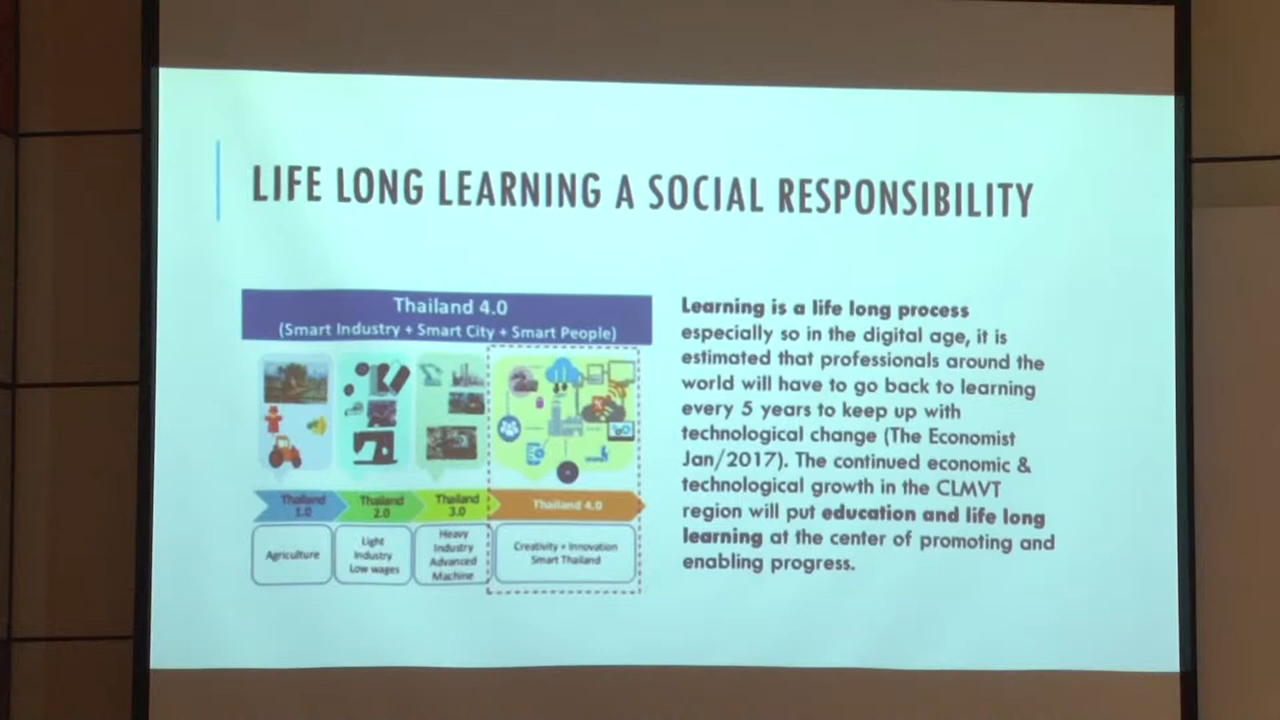 LIFE LONG LEARNING A SOCIAL RESPONSIBILITY
Thailand 4.0
(Smart Industry + Smart City + Smart People)
Thailand
1.0
Thailand
2.0
Thailand
3.0
Thailand 4.0
Agriculture
Light
Industry
Low wages
Heavy
Industry
Advanced
Machine
Creativity + Innovation
Smart Thailand
Learning is a life long process
especially so in the digital age, it is
estimated that professionals around the
world will have to go back to learning
every 5 years to keep up with
technological change (The Economist
Jan/2017). The continued economic &
technological growth in the CLMVT
region will put education and life long
learning at the center of promoting and
enabling progress.